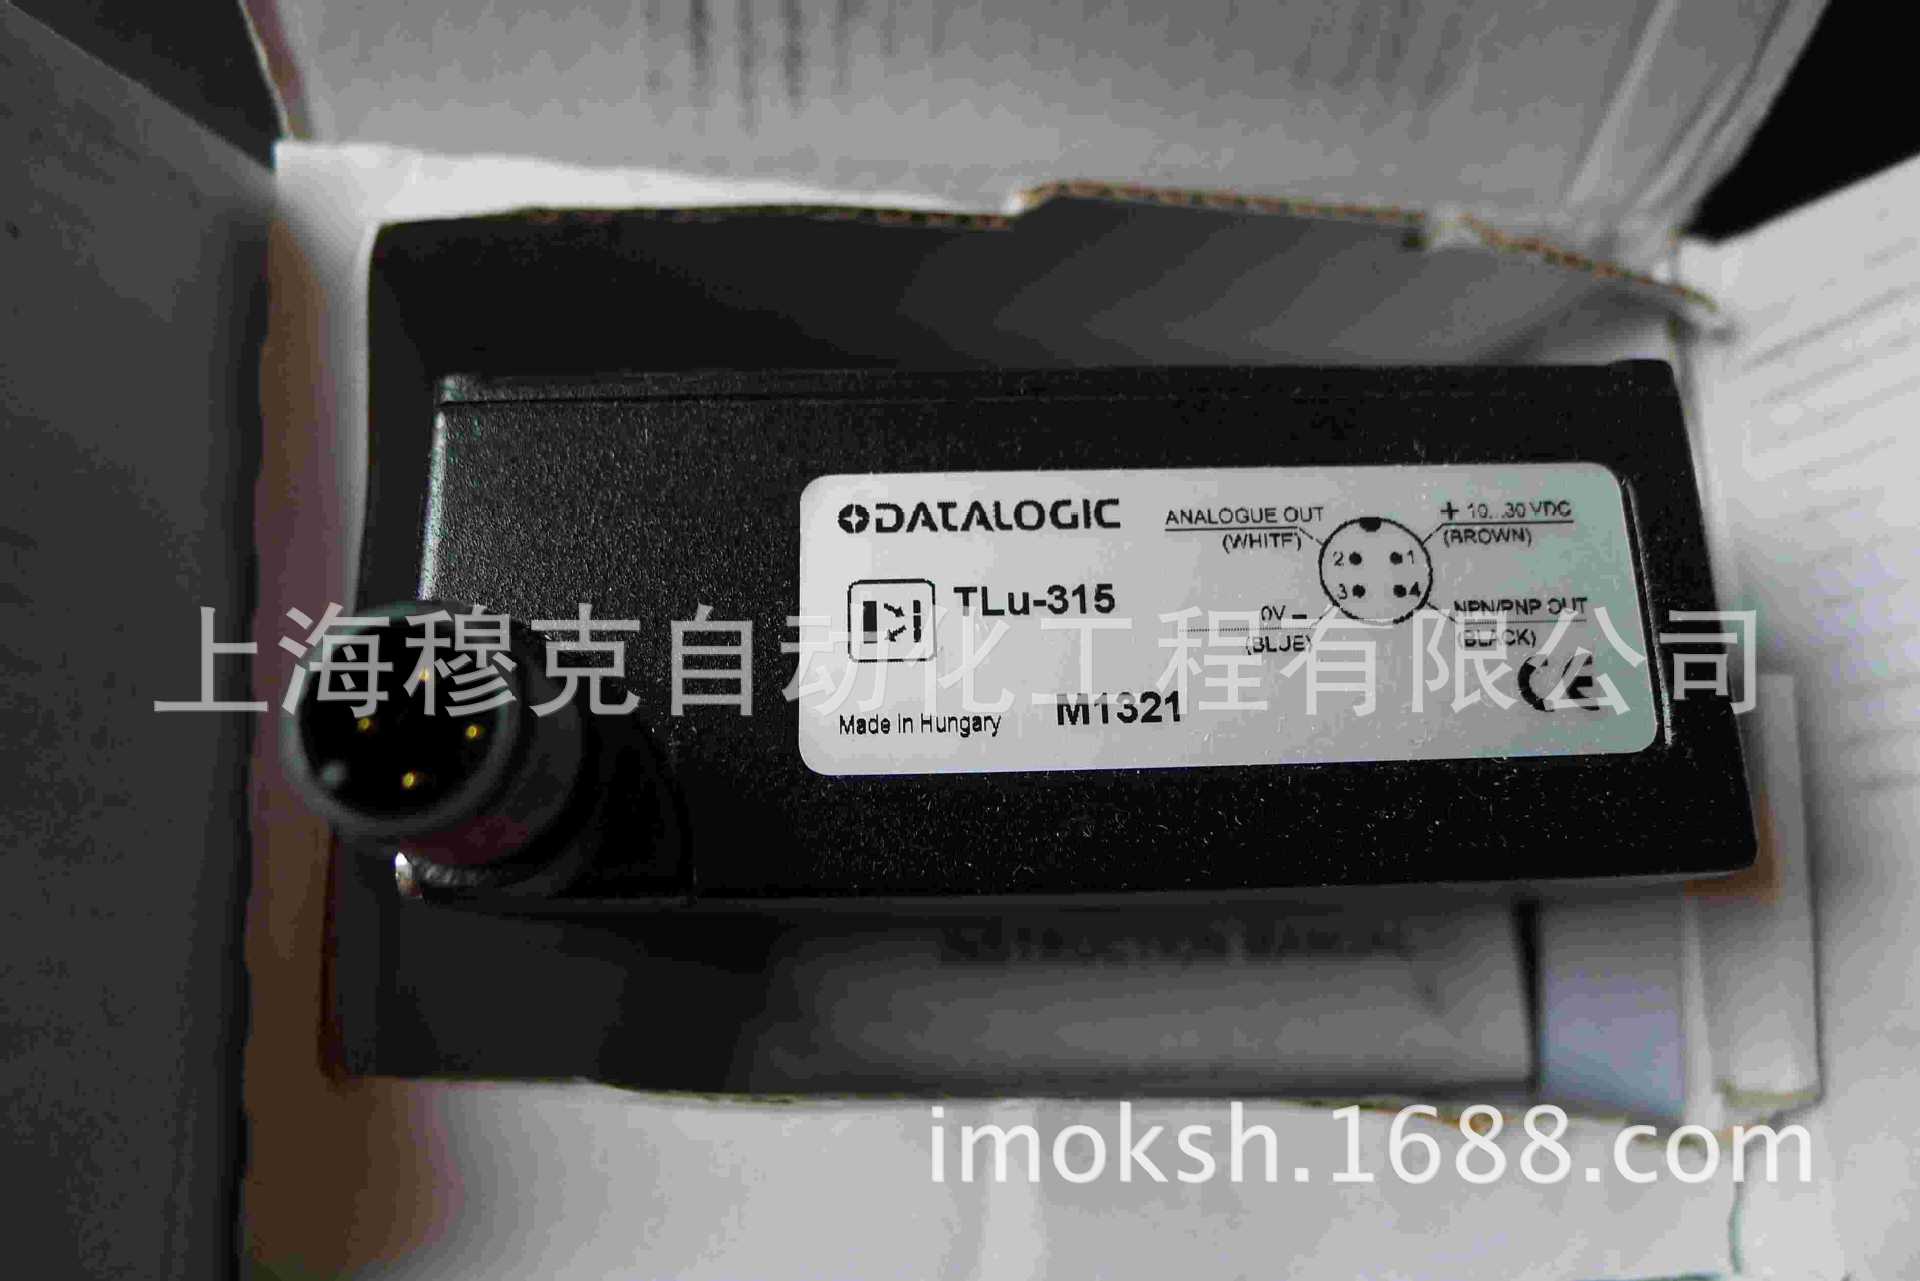 DATALOGIC
TLu-315
Made in Hungary M1321
ANALOGUE OUT
(WHITE)
+ 10...30 VDC
(BROWN)
2 1
3 4
0V –
(BLUE)
NPN/PNP OUT
(BLACK)
CE
上海穆克自动化工程有限公司
imoksh.1688.com